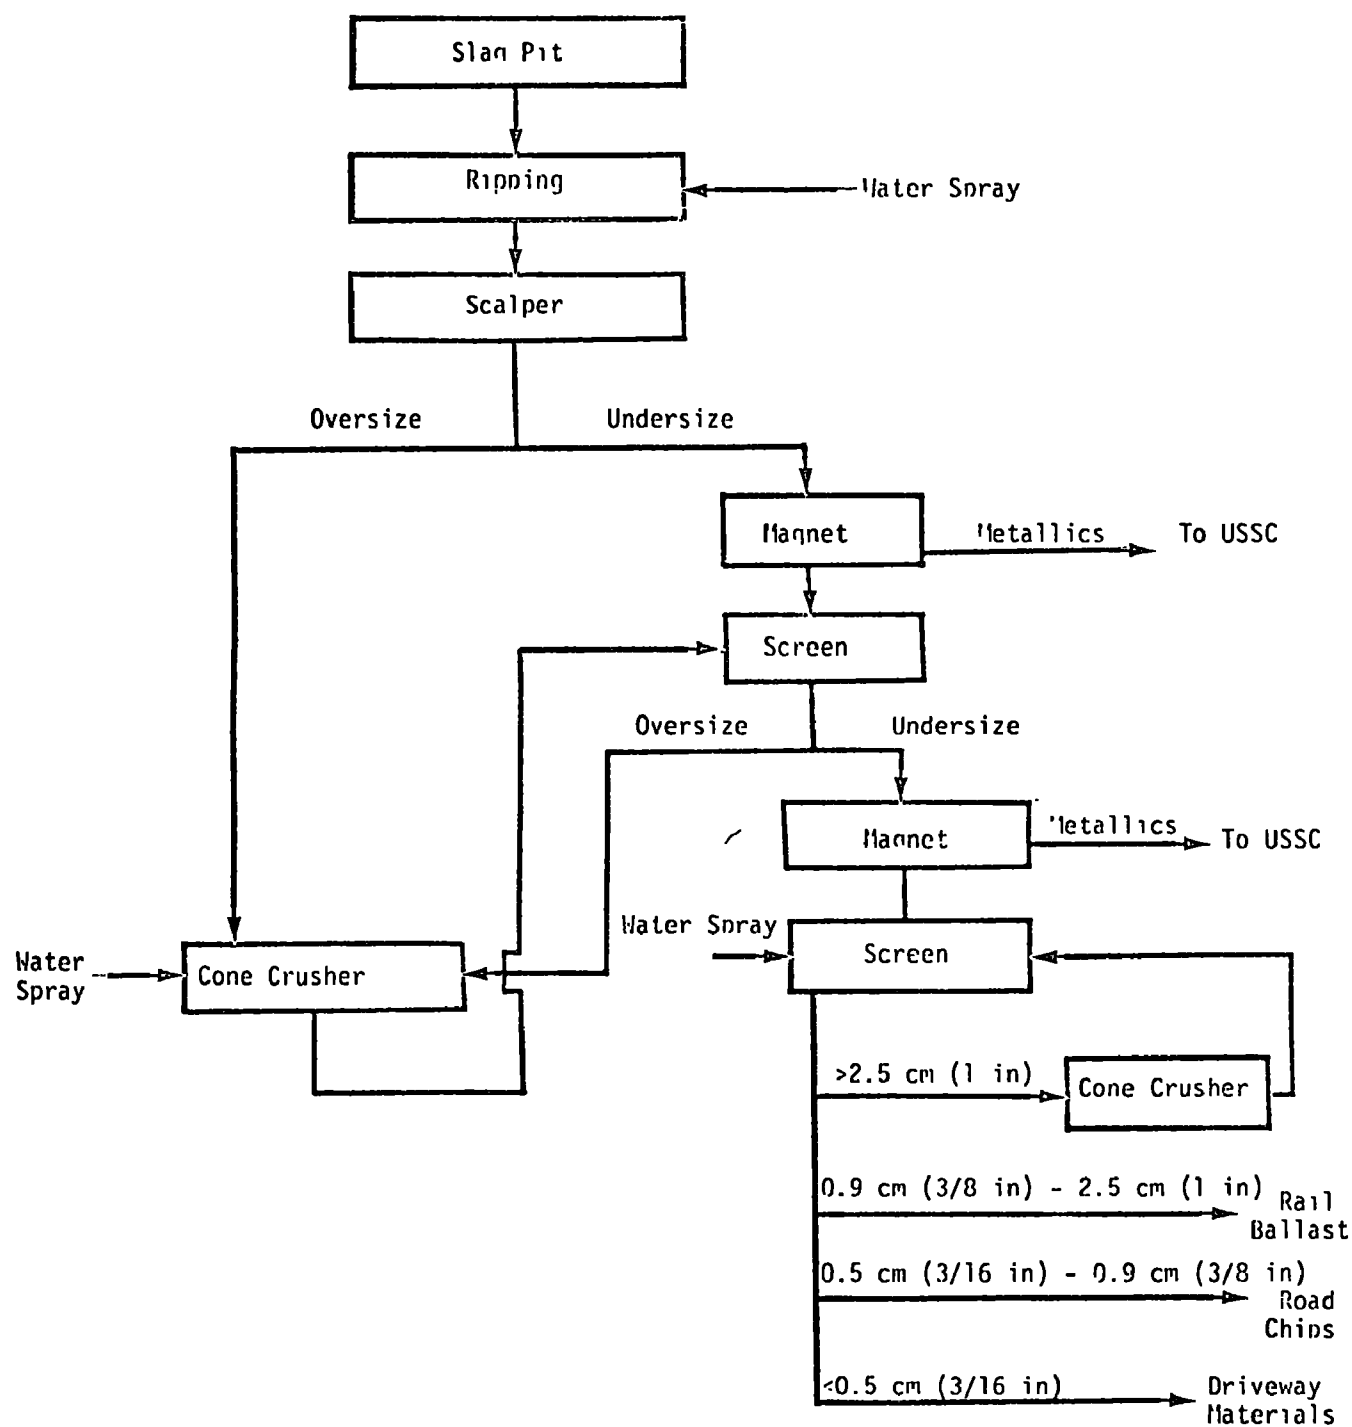 Slag Pit
Ripping
Water Spray
Scalper
Oversize
Undersize
Magnet
Metallics
To USSC
Screen
Oversize
Undersize
Magnet
Metallics
To USSC
Water Spray
Screen
Water
Spray
Cone Crusher
>2.5 cm (1 in)
Cone Crusher
0.9 cm (3/8 in) - 2.5 cm (1 in)
Rail
Ballast
0.5 cm (3/16 in) - 0.9 cm (3/8 in)
Road
Chips
<0.5 cm (3/16 in)
Driveway
Materials